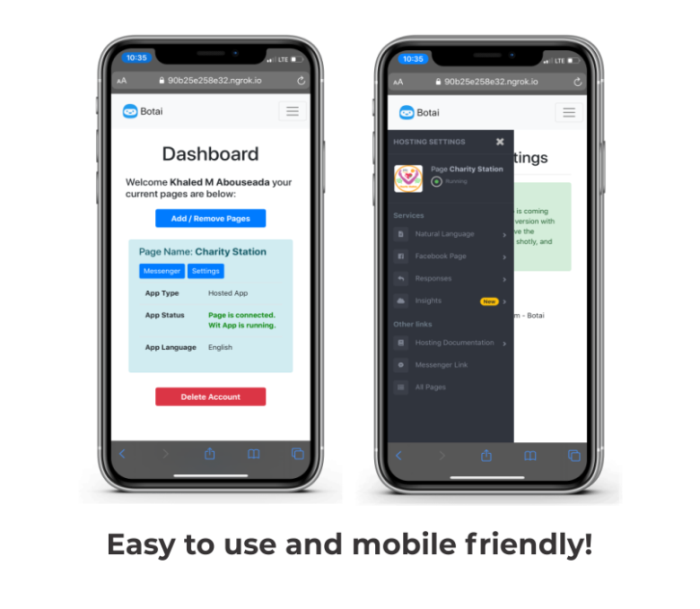 10:35
LTE
AA
90b25e258e32.ngrok.io
Botai
Dashboard
Welcome Khaled M Abouseada your
current pages are below:
Add / Remove Pages
Page Name: Charity Station
Messenger
Settings
App Type Hosted App
App Status Page is connected.
Wit App is running.
App Language English
Delete Account
10:35
LTE
AA
90b25e258e32.ngrok.io
Botai
HOSTING SETTINGS
Page Charity Station
Running
Services
Natural Language
Facebook Page
Responses
Insights New
Other links
Hosting Documentation
Messenger Link
All Pages
tings
is coming
version with
ve the
shotly, and
m - Botai
Easy to use and mobile friendly!